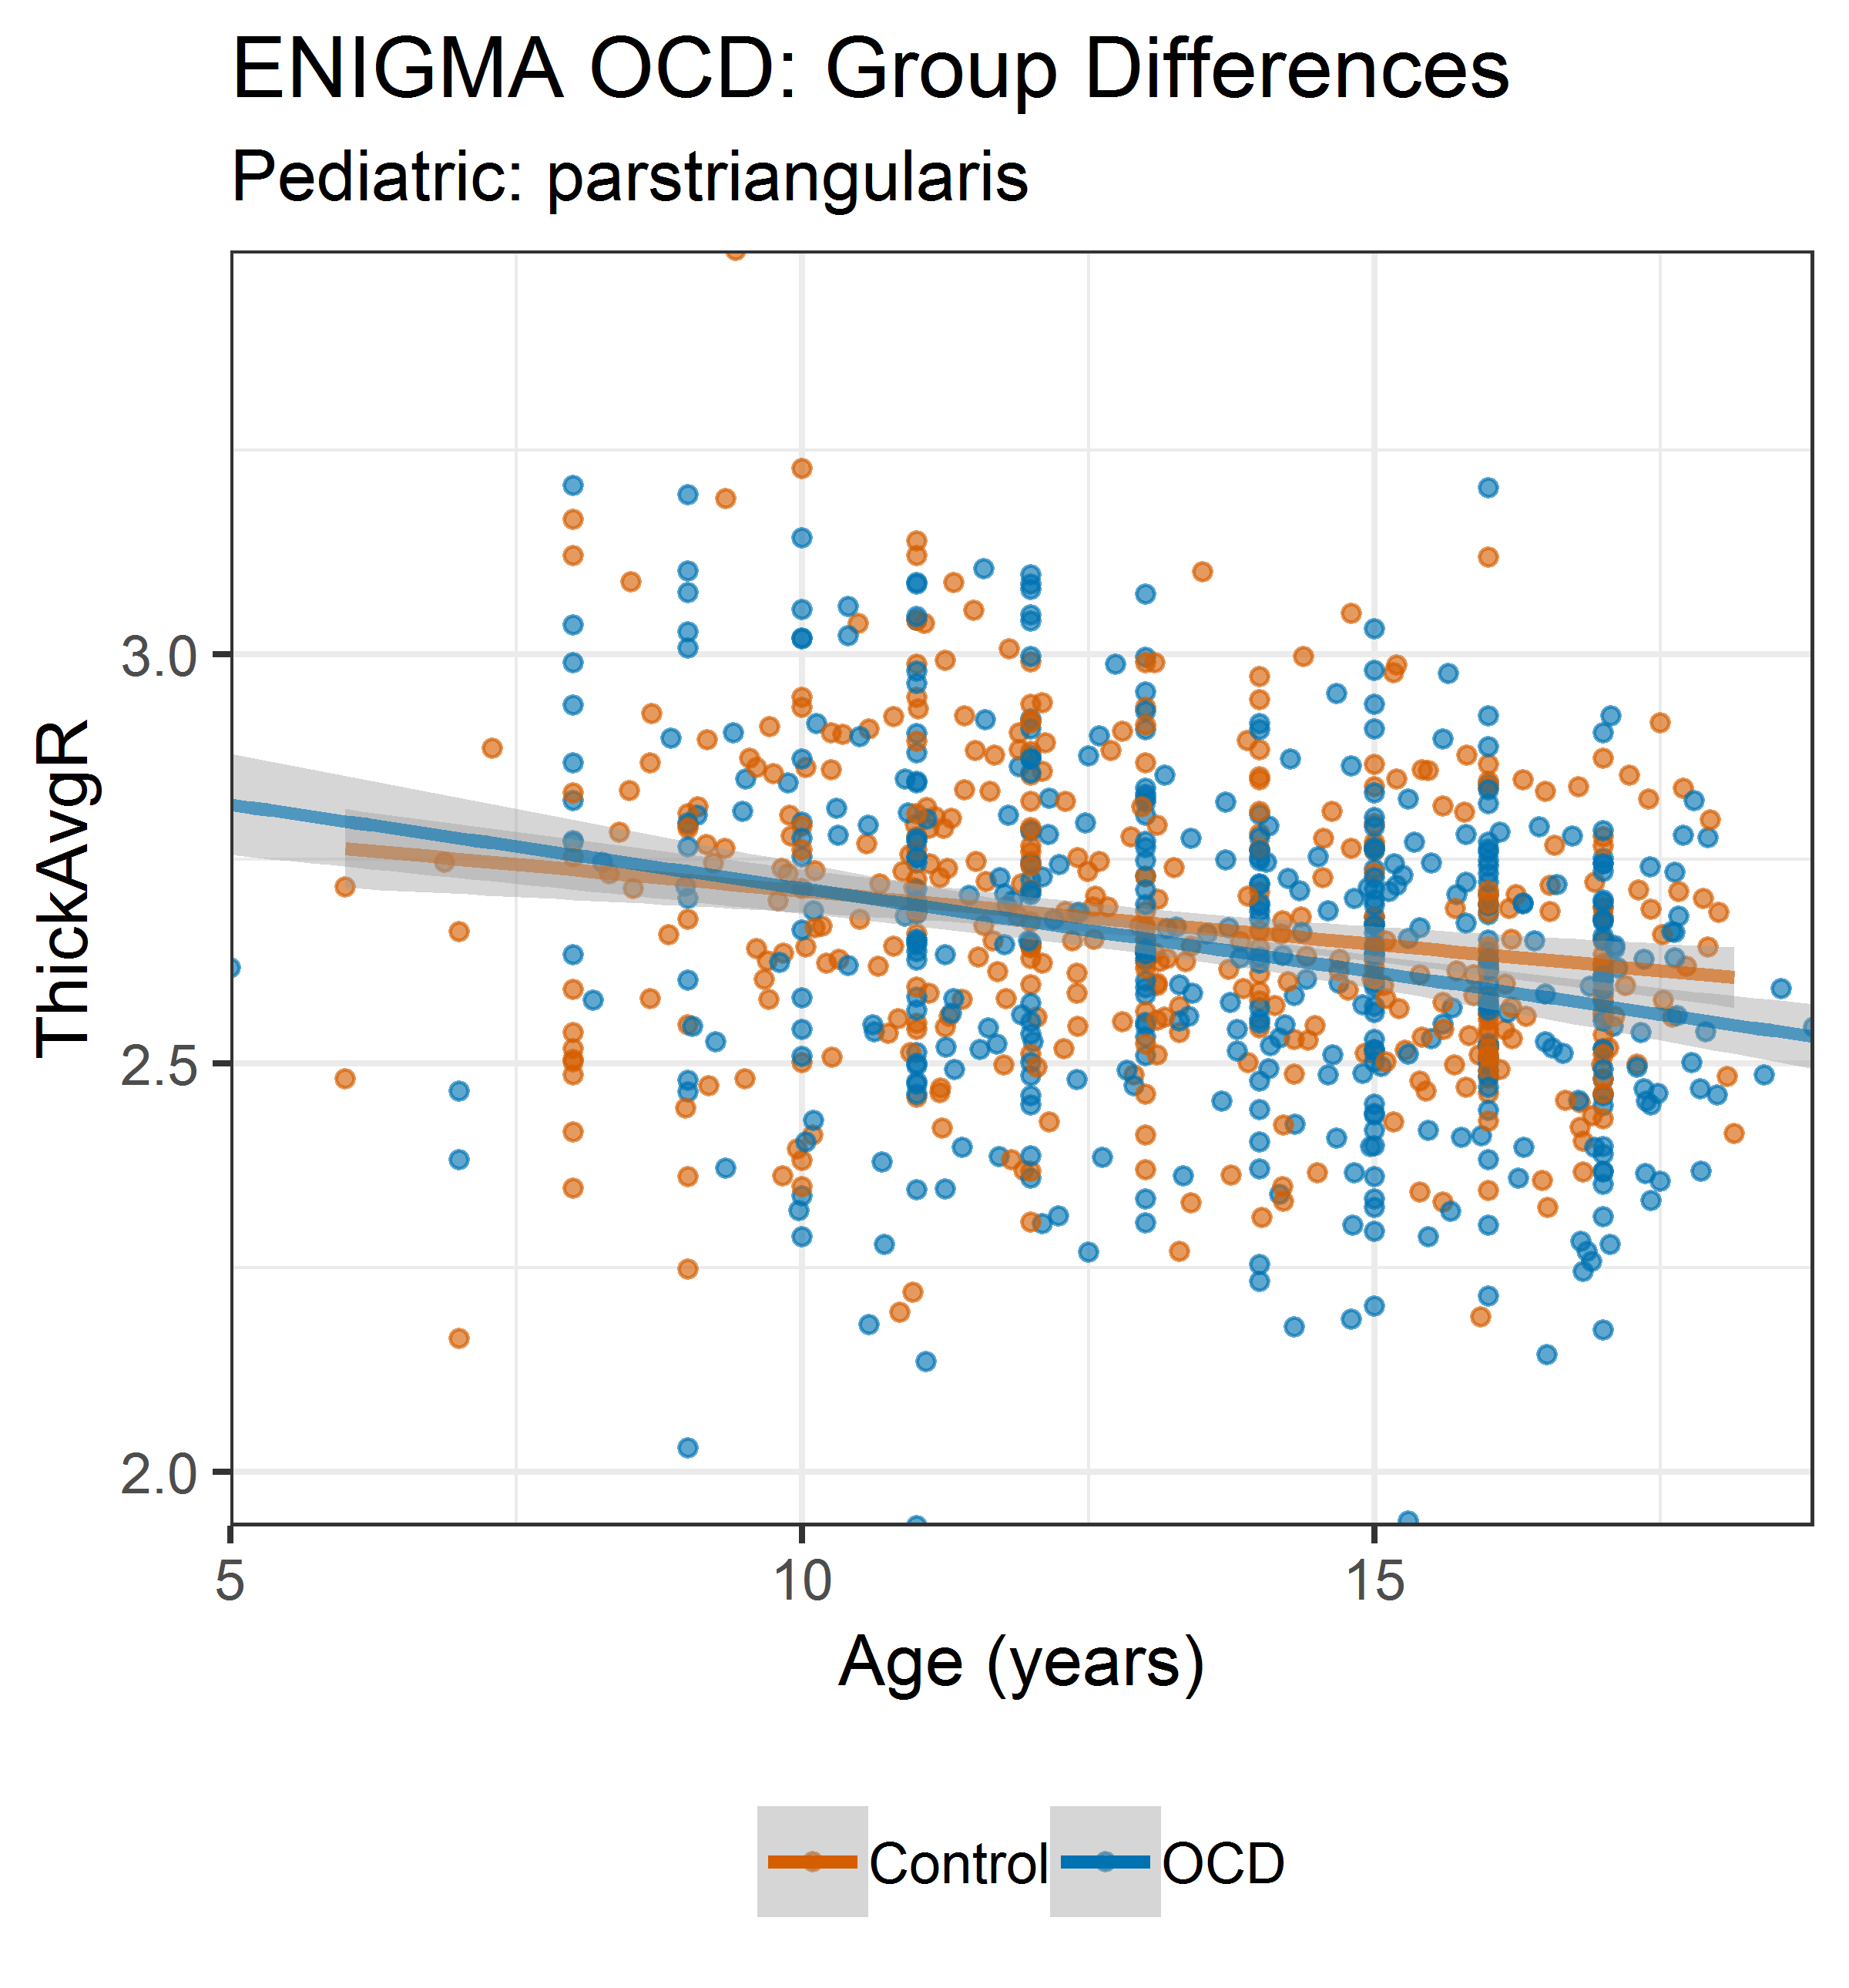 ENIGMA OCD: Group Differences
Pediatric: parstriangularis
ThickAvgR
3.0
2.5
2.0
5 10 15
Age (years)
Control OCD